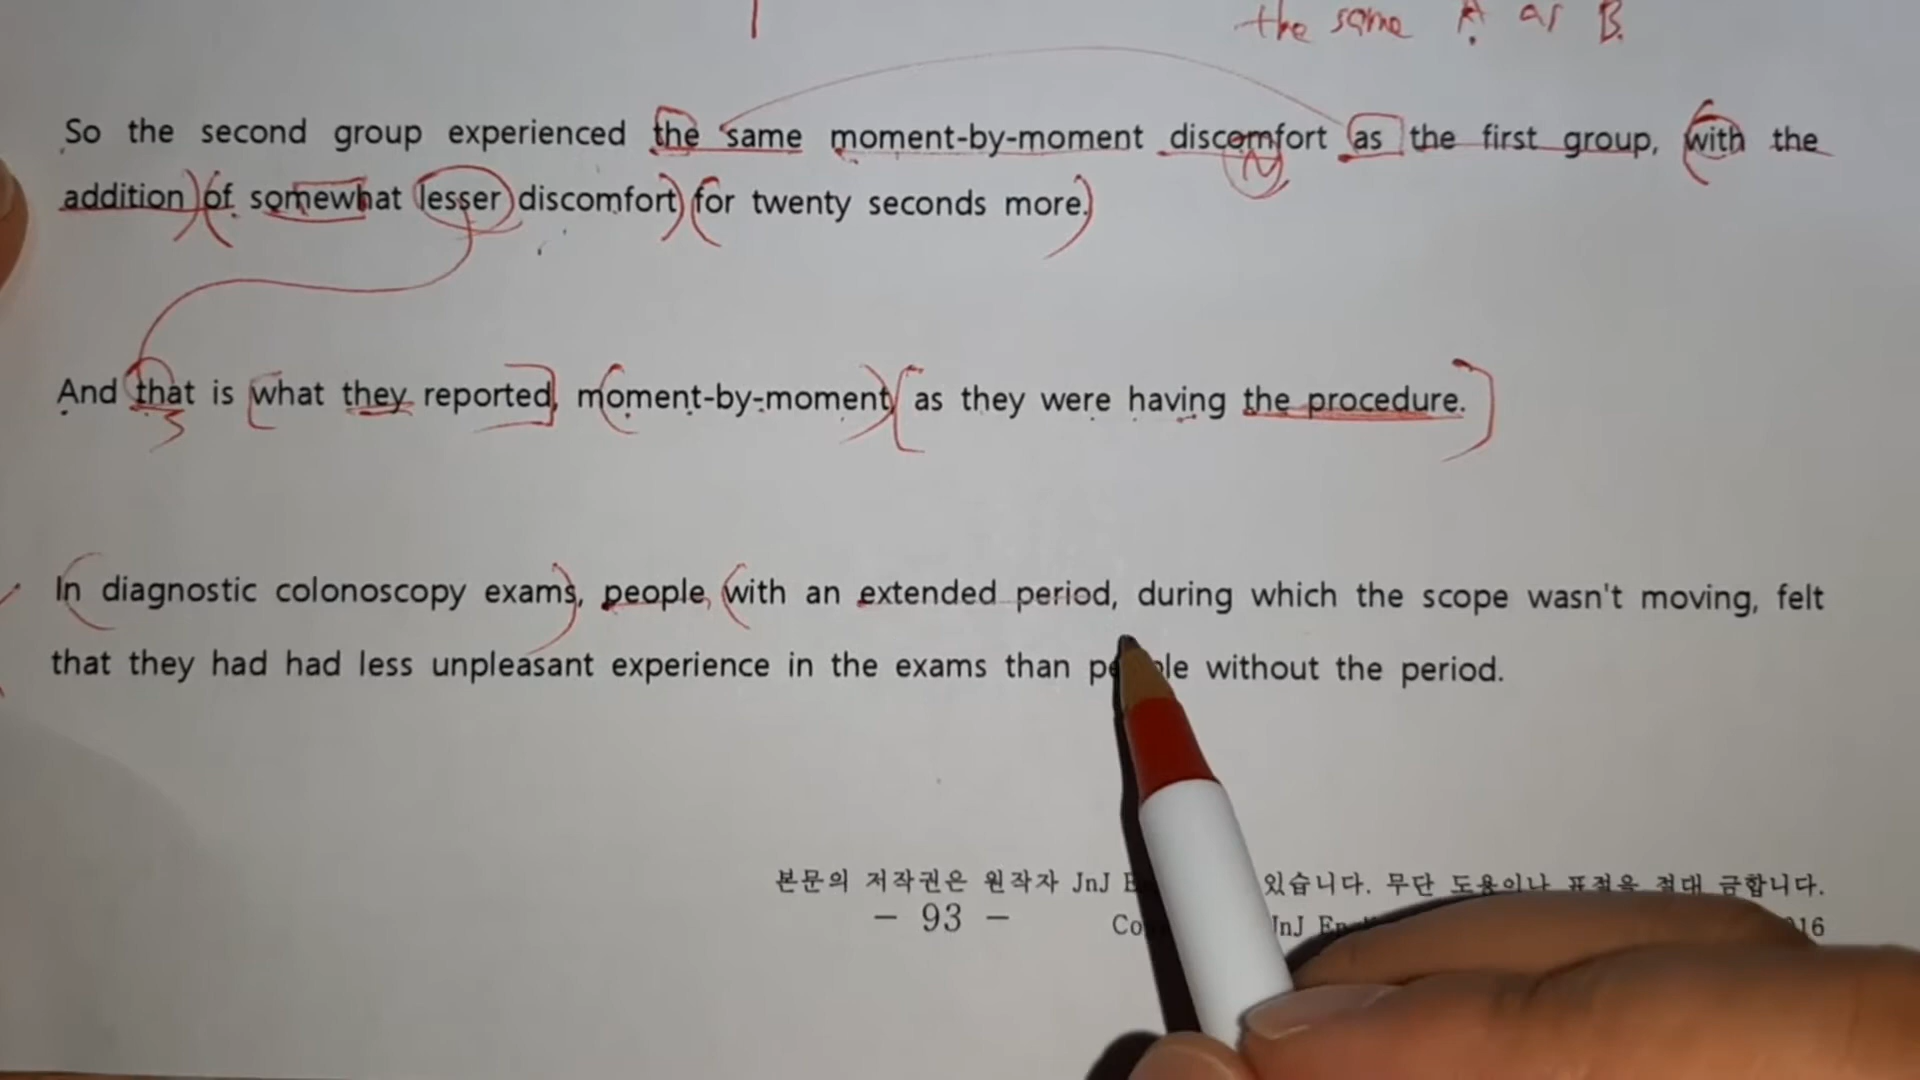 the same A as B.
So the second group experienced the same moment-by-moment discomfort as the first group, with the
N
addition of somewhat lesser discomfort for twenty seconds more.
And that is what they reported, moment-by-moment, as they were having the procedure.
In diagnostic colonoscopy exams, people, with an extended period, during which the scope wasn't moving, felt
that they had had less unpleasant experience in the exams than people without the period.
본문의 저작권은 원작자 JnJ 있습니다. 무단 도용이나 표절을 절대 금합니다.
- 93 - JnJ